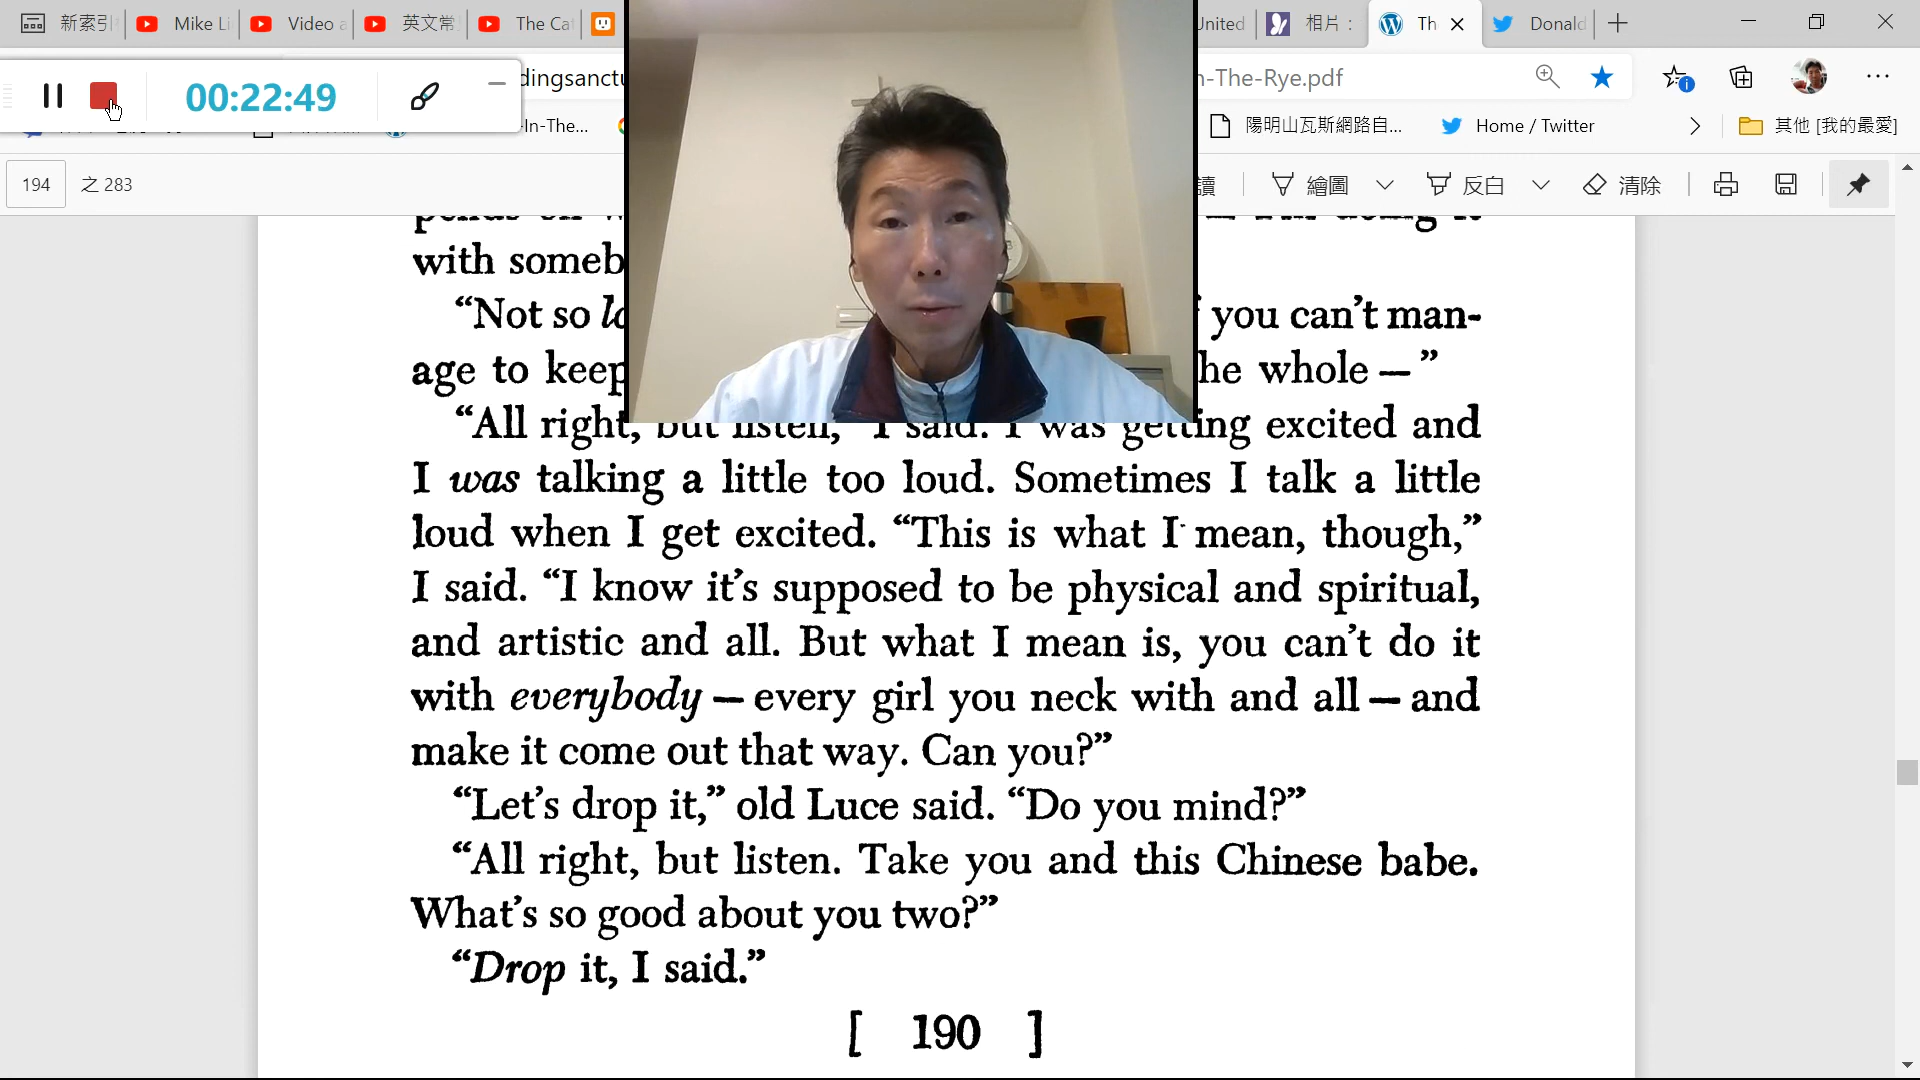 新索引
Mike Li
Video
英文常
The Cat
United
相片 :
Th
Donald
00:22:49
dingsanctu
n-The-Rye.pdf
-In-The...
陽明山瓦斯網路自...
Home / Twitter
其他 [我的最愛]
194 之 283
讀
繪圖
反白
清除
with someb
“Not so lo
you can’t man-
age to keep
he whole — ”
“All right, but listen,” I said. I was getting excited and
I was talking a little too loud. Sometimes I talk a little
loud when I get excited. “This is what I mean, though,”
I said. “I know it’s supposed to be physical and spiritual,
and artistic and all. But what I mean is, you can’t do it
with everybody — every girl you neck with and all — and
make it come out that way. Can you?”
“Let’s drop it,” old Luce said. “Do you mind?”
“All right, but listen. Take you and this Chinese babe.
What’s so good about you two?”
“Drop it, I said.”
[ 190 ]